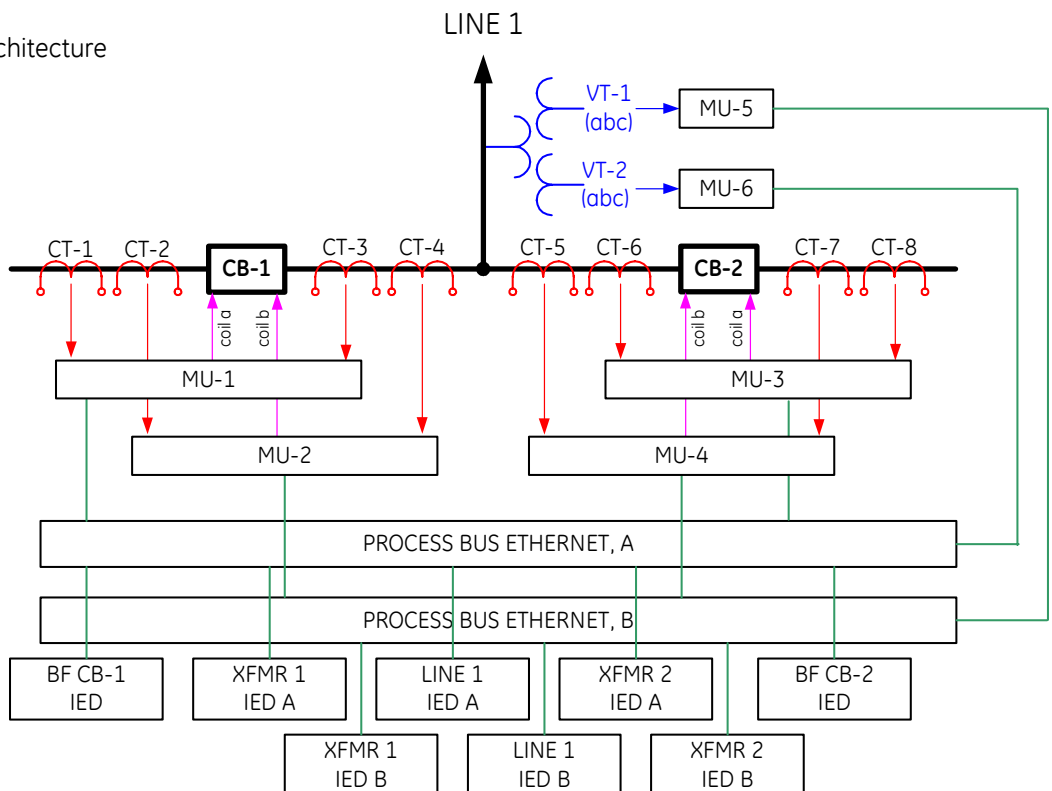 LINE 1
chitecture
VT-1
(abc)
MU-5
VT-2
(abc)
MU-6
CT-1
CT-2
CB-1
CT-3
CT-4
CT-5
CT-6
CB-2
CT-7
CT-8
coil a
coil b
coil b
coil a
MU-1
MU-3
MU-2
MU-4
PROCESS BUS ETHERNET, A
PROCESS BUS ETHERNET, B
BF CB-1
IED
XFMR 1
IED A
LINE 1
IED A
XFMR 2
IED A
BF CB-2
IED
XFMR 1
IED B
LINE 1
IED B
XFMR 2
IED B